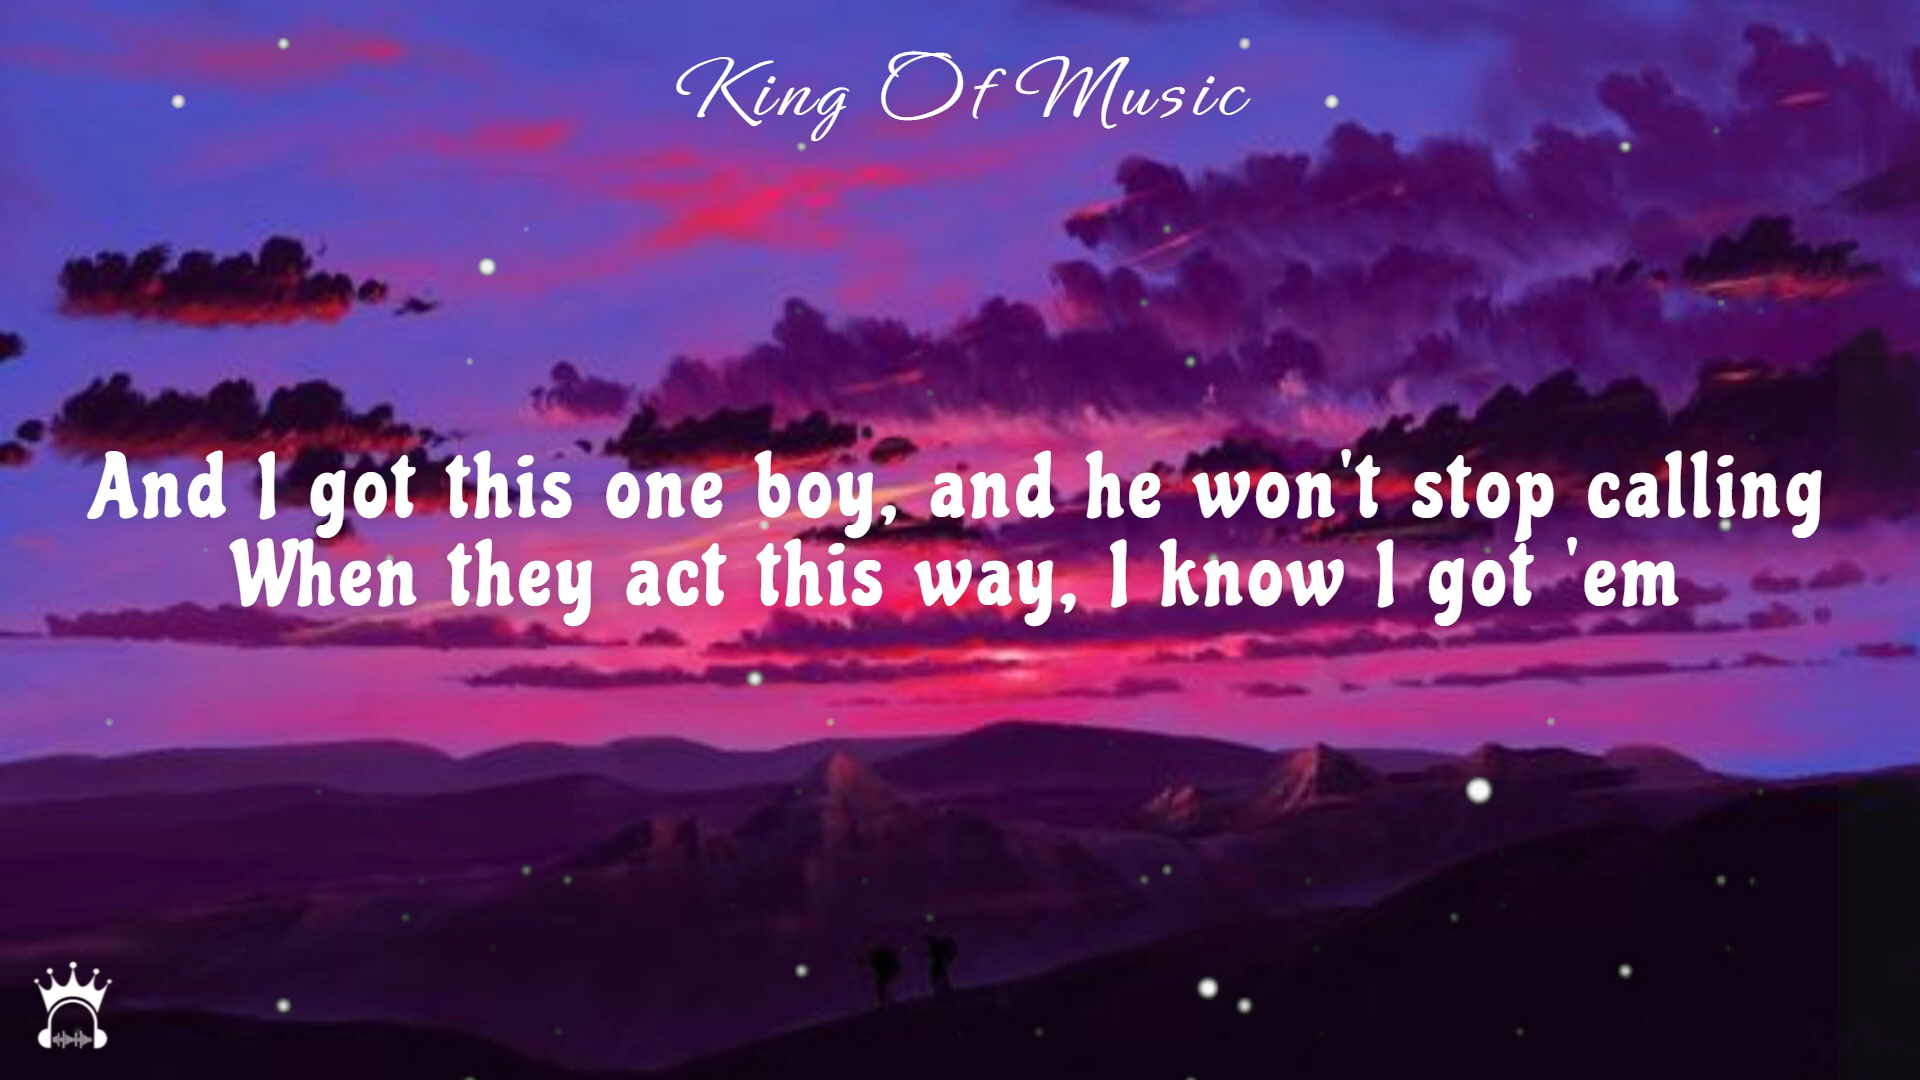 King Of Music
And I got this one boy, and he won't stop calling
When they act this way, I know I got 'em